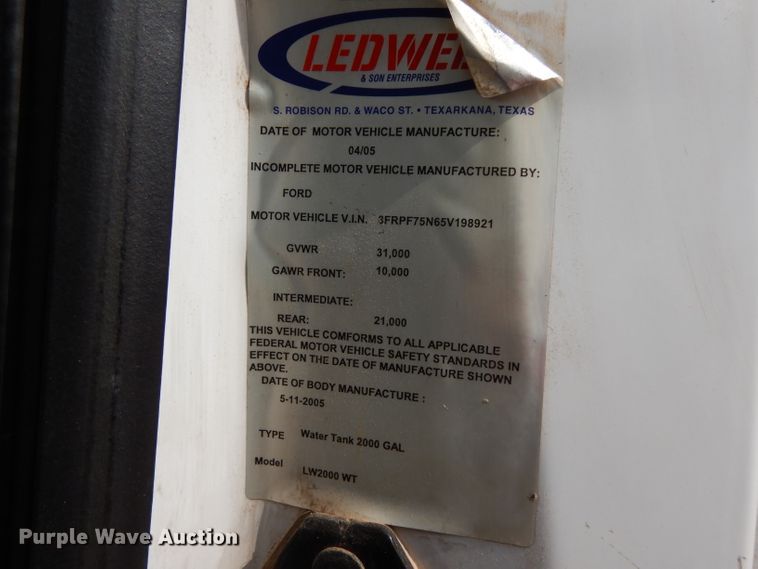 & SON ENTERPRISES
S. ROBISON RD. & WACO ST. • TEXARKANA, TEXAS
DATE OF MOTOR VEHICLE MANUFACTURE:
04/05
INCOMPLETE MOTOR VEHICLE MANUFACTURED BY:
FORD
MOTOR VEHICLE V.I.N. 3FRPF75N65V198921
GVWR 31,000
GAWR FRONT: 10,000
INTERMEDIATE:
REAR: 21,000
THIS VEHICLE COMFORMS TO ALL APPLICABLE
FEDERAL MOTOR VEHICLE SAFETY STANDARDS IN
EFFECT ON THE DATE OF MANUFACTURE SHOWN
ABOVE.
DATE OF BODY MANUFACTURE :
5-11-2005
TYPE Water Tank 2000 GAL
Model LW2000 WT
Purple Wave Auction